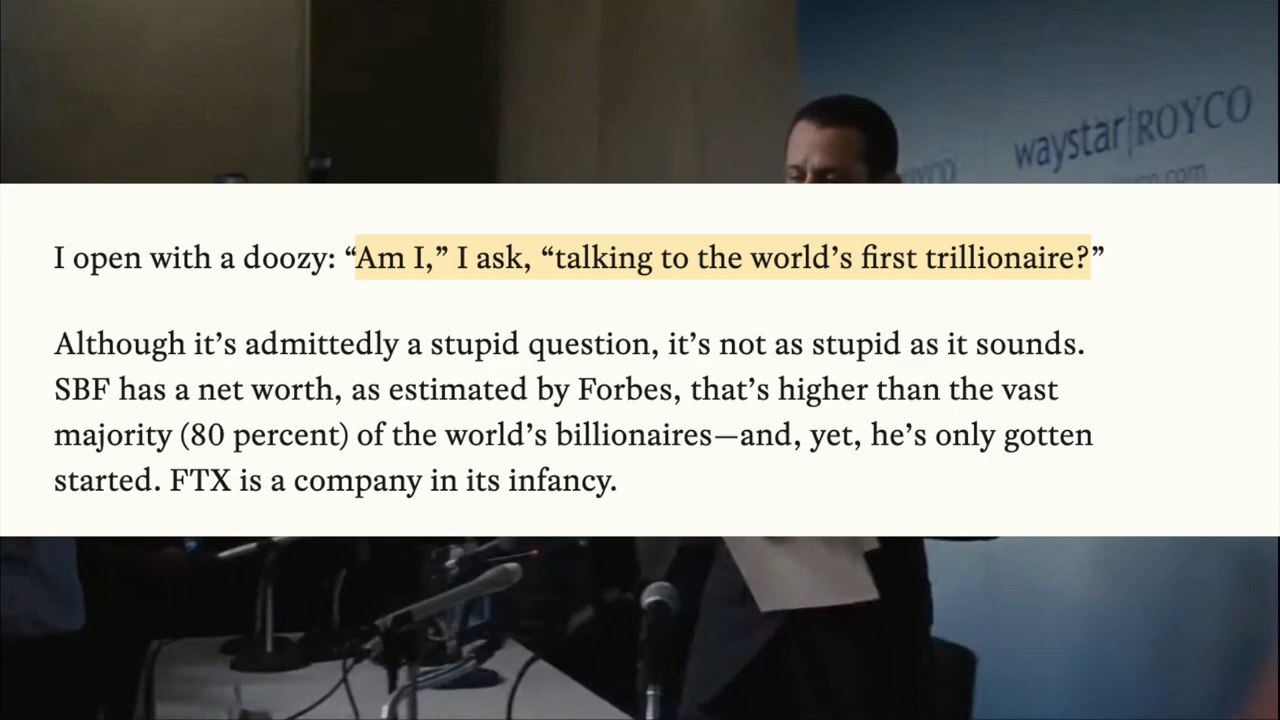 waystar|ROYCO
I open with a doozy: “Am I,” I ask, “talking to the world’s first trillionaire?”
Although it’s admittedly a stupid question, it’s not as stupid as it sounds.
SBF has a net worth, as estimated by Forbes, that’s higher than the vast
majority (80 percent) of the world’s billionaires—and, yet, he’s only gotten
started. FTX is a company in its infancy.